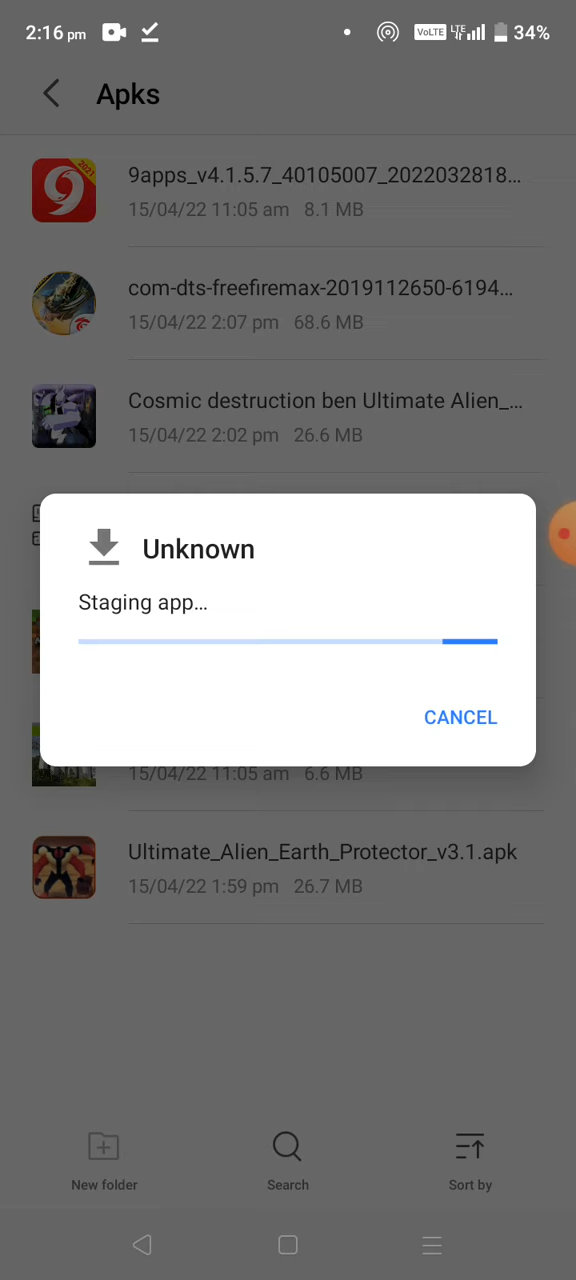 2:16 pm VoLTE LTE 34%
Apks
2021
9apps_v4.1.5.7_40105007_2022032818...
15/04/22 11:05 am 8.1 MB
com-dts-freefiremax-2019112650-6194...
15/04/22 2:07 pm 68.6 MB
Cosmic destruction ben Ultimate Alien_...
15/04/22 2:02 pm 26.6 MB
Unknown
Staging app...
CANCEL
15/04/22 11:05 am 6.6 MB
Ultimate_Alien_Earth_Protector_v3.1.apk
15/04/22 1:59 pm 26.7 MB
New folder Search Sort by